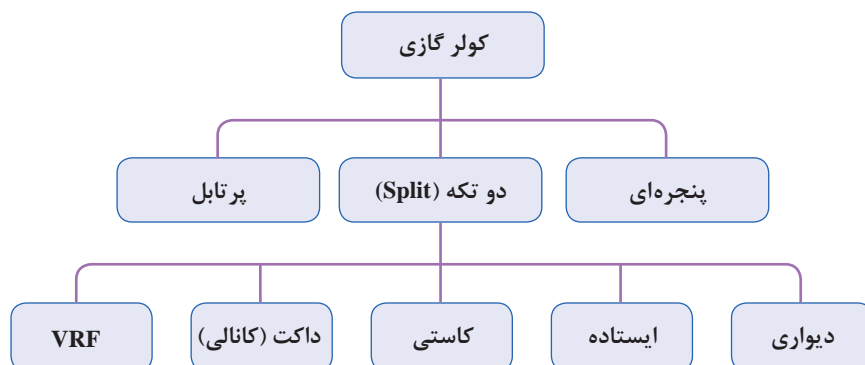 کولر گازی
پنجره‌ای
دو تکه (Split)
پرتابل
دیواری
ایستاده
کاستی
داکت (کانالی)
VRF